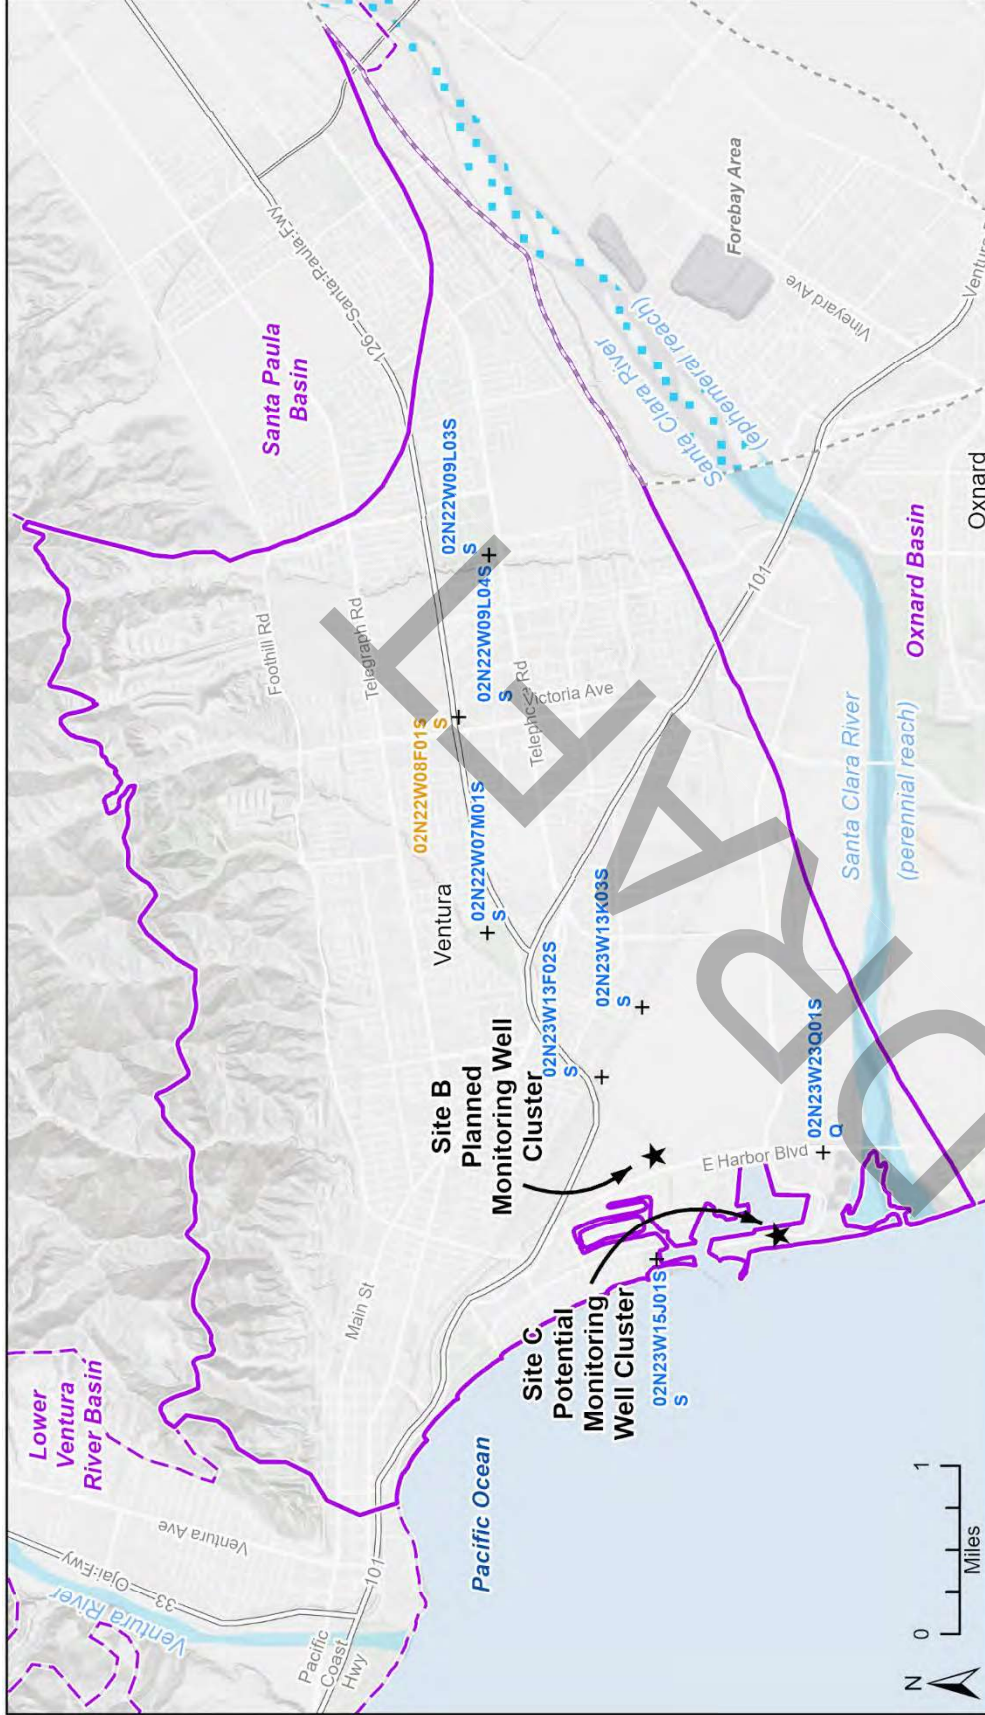 Lower
Ventura
River Basin
Santa Paula
Basin
126
Santa Paula Fwy
Foothill Rd
Telegraph Rd
Main St
Ventura Ave
33
Ojai Fwy
Ventura River
101
Pacific
Coast
Hwy
Ventura
02N22W09L03S
S
02N22W09L04S
S
02N22W08F01S
S
02N22W07M01S
S
Victoria Ave
Telephone Rd
02N23W13F02S
S
02N23W13K03S
S
Site B
Planned
Monitoring Well
Cluster
Site C
Potential
Monitoring
Well Cluster
02N23W15J01S
S
E Harbor Blvd
02N23W23Q01S
Q
101
Forebay Area
Vineyard Ave
Santa Clara River
(ephemeral reach)
Santa Clara River
(perennial reach)
Oxnard Basin
Oxnard
Pacific Ocean
N
0
1
Miles
DRAFT